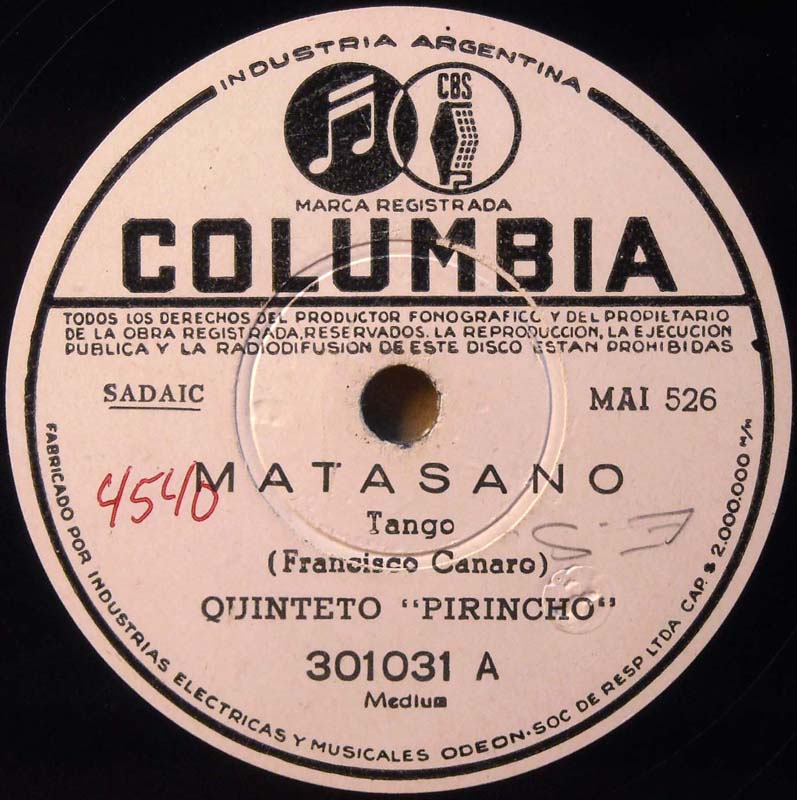 INDUSTRIA ARGENTINA
CBS
MARCA REGISTRADA
COLUMBIA
TODOS LOS DERECHOS DEL PRODUCTOR FONOGRAFICO Y DEL PROPIETARIO
DE LA OBRA REGISTRADA, RESERVADOS. LA REPRODUCCION, LA EJECUCION
PUBLICA Y LA RADIODIFUSION DE ESTE DISCO ESTAN PROHIBIDAS
SADAIC
MAI 526
4540
MATASANO
Tango
(Francisco Canaro)
QUINTETO "PIRINCHO"
301031 A
Medium
FABRICADO POR INDUSTRIAS ELECTRICAS Y MUSICALES ODEON-SOC DE RESP LTDA CAP. $ 2.000.000 M/N